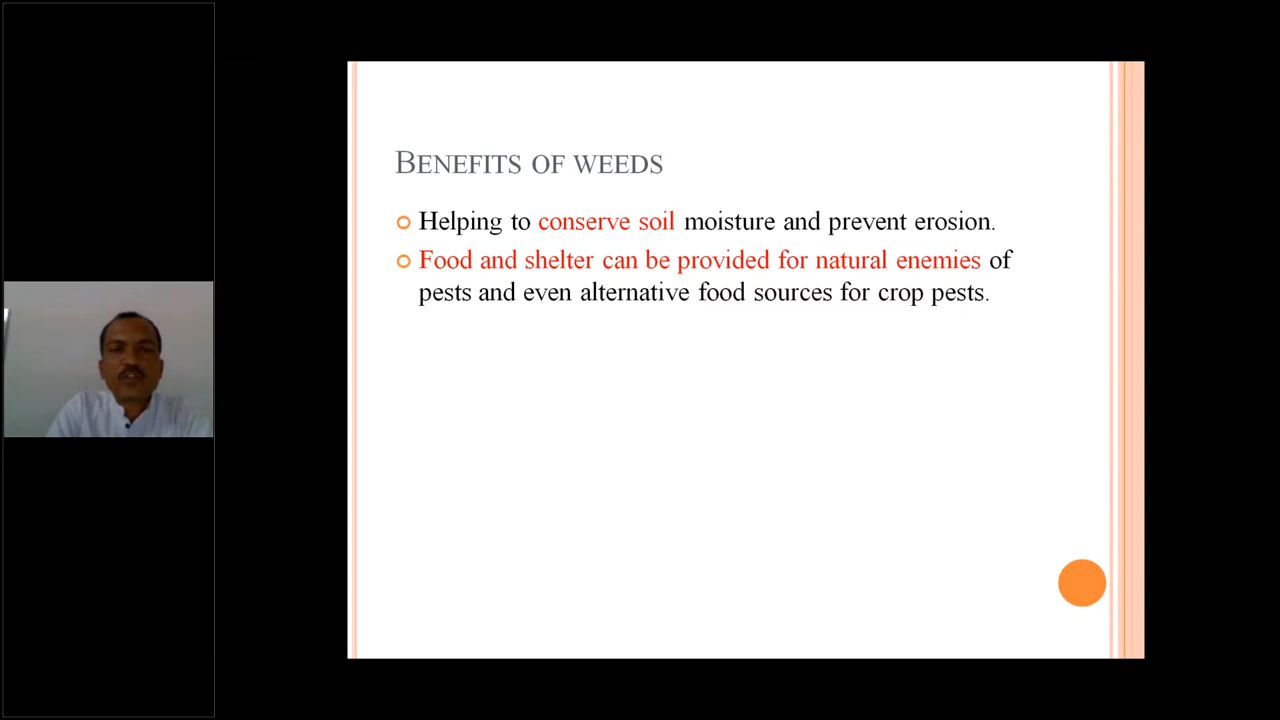 BENEFITS OF WEEDS
Helping to conserve soil moisture and prevent erosion.
Food and shelter can be provided for natural enemies of
pests and even alternative food sources for crop pests.